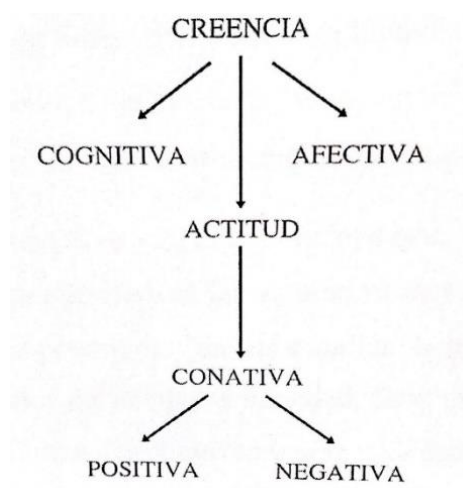 CREENCIA
COGNITIVA AFECTIVA
ACTITUD
CONATIVA
POSITIVA NEGATIVA